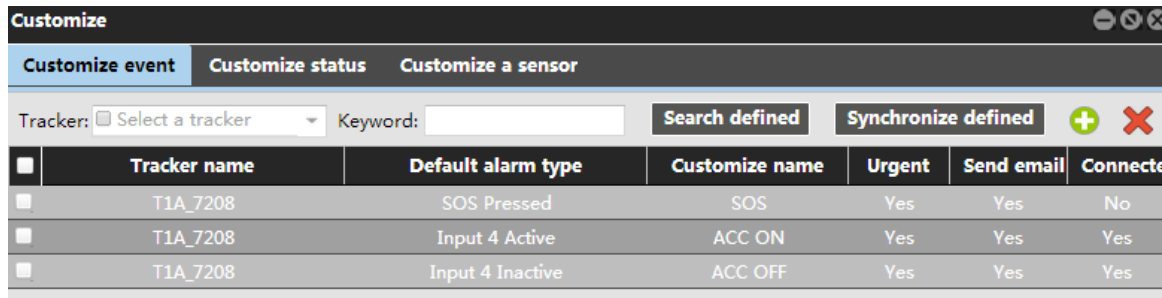 Customize
Customize event Customize status Customize a sensor
Tracker: Select a tracker Keyword: Search defined Synchronize defined
Tracker name Default alarm type Customize name Urgent Send email Connecte
T1A_7208 SOS Pressed SOS Yes Yes No
T1A_7208 Input 4 Active ACC ON Yes Yes Yes
T1A_7208 Input 4 Inactive ACC OFF Yes Yes Yes